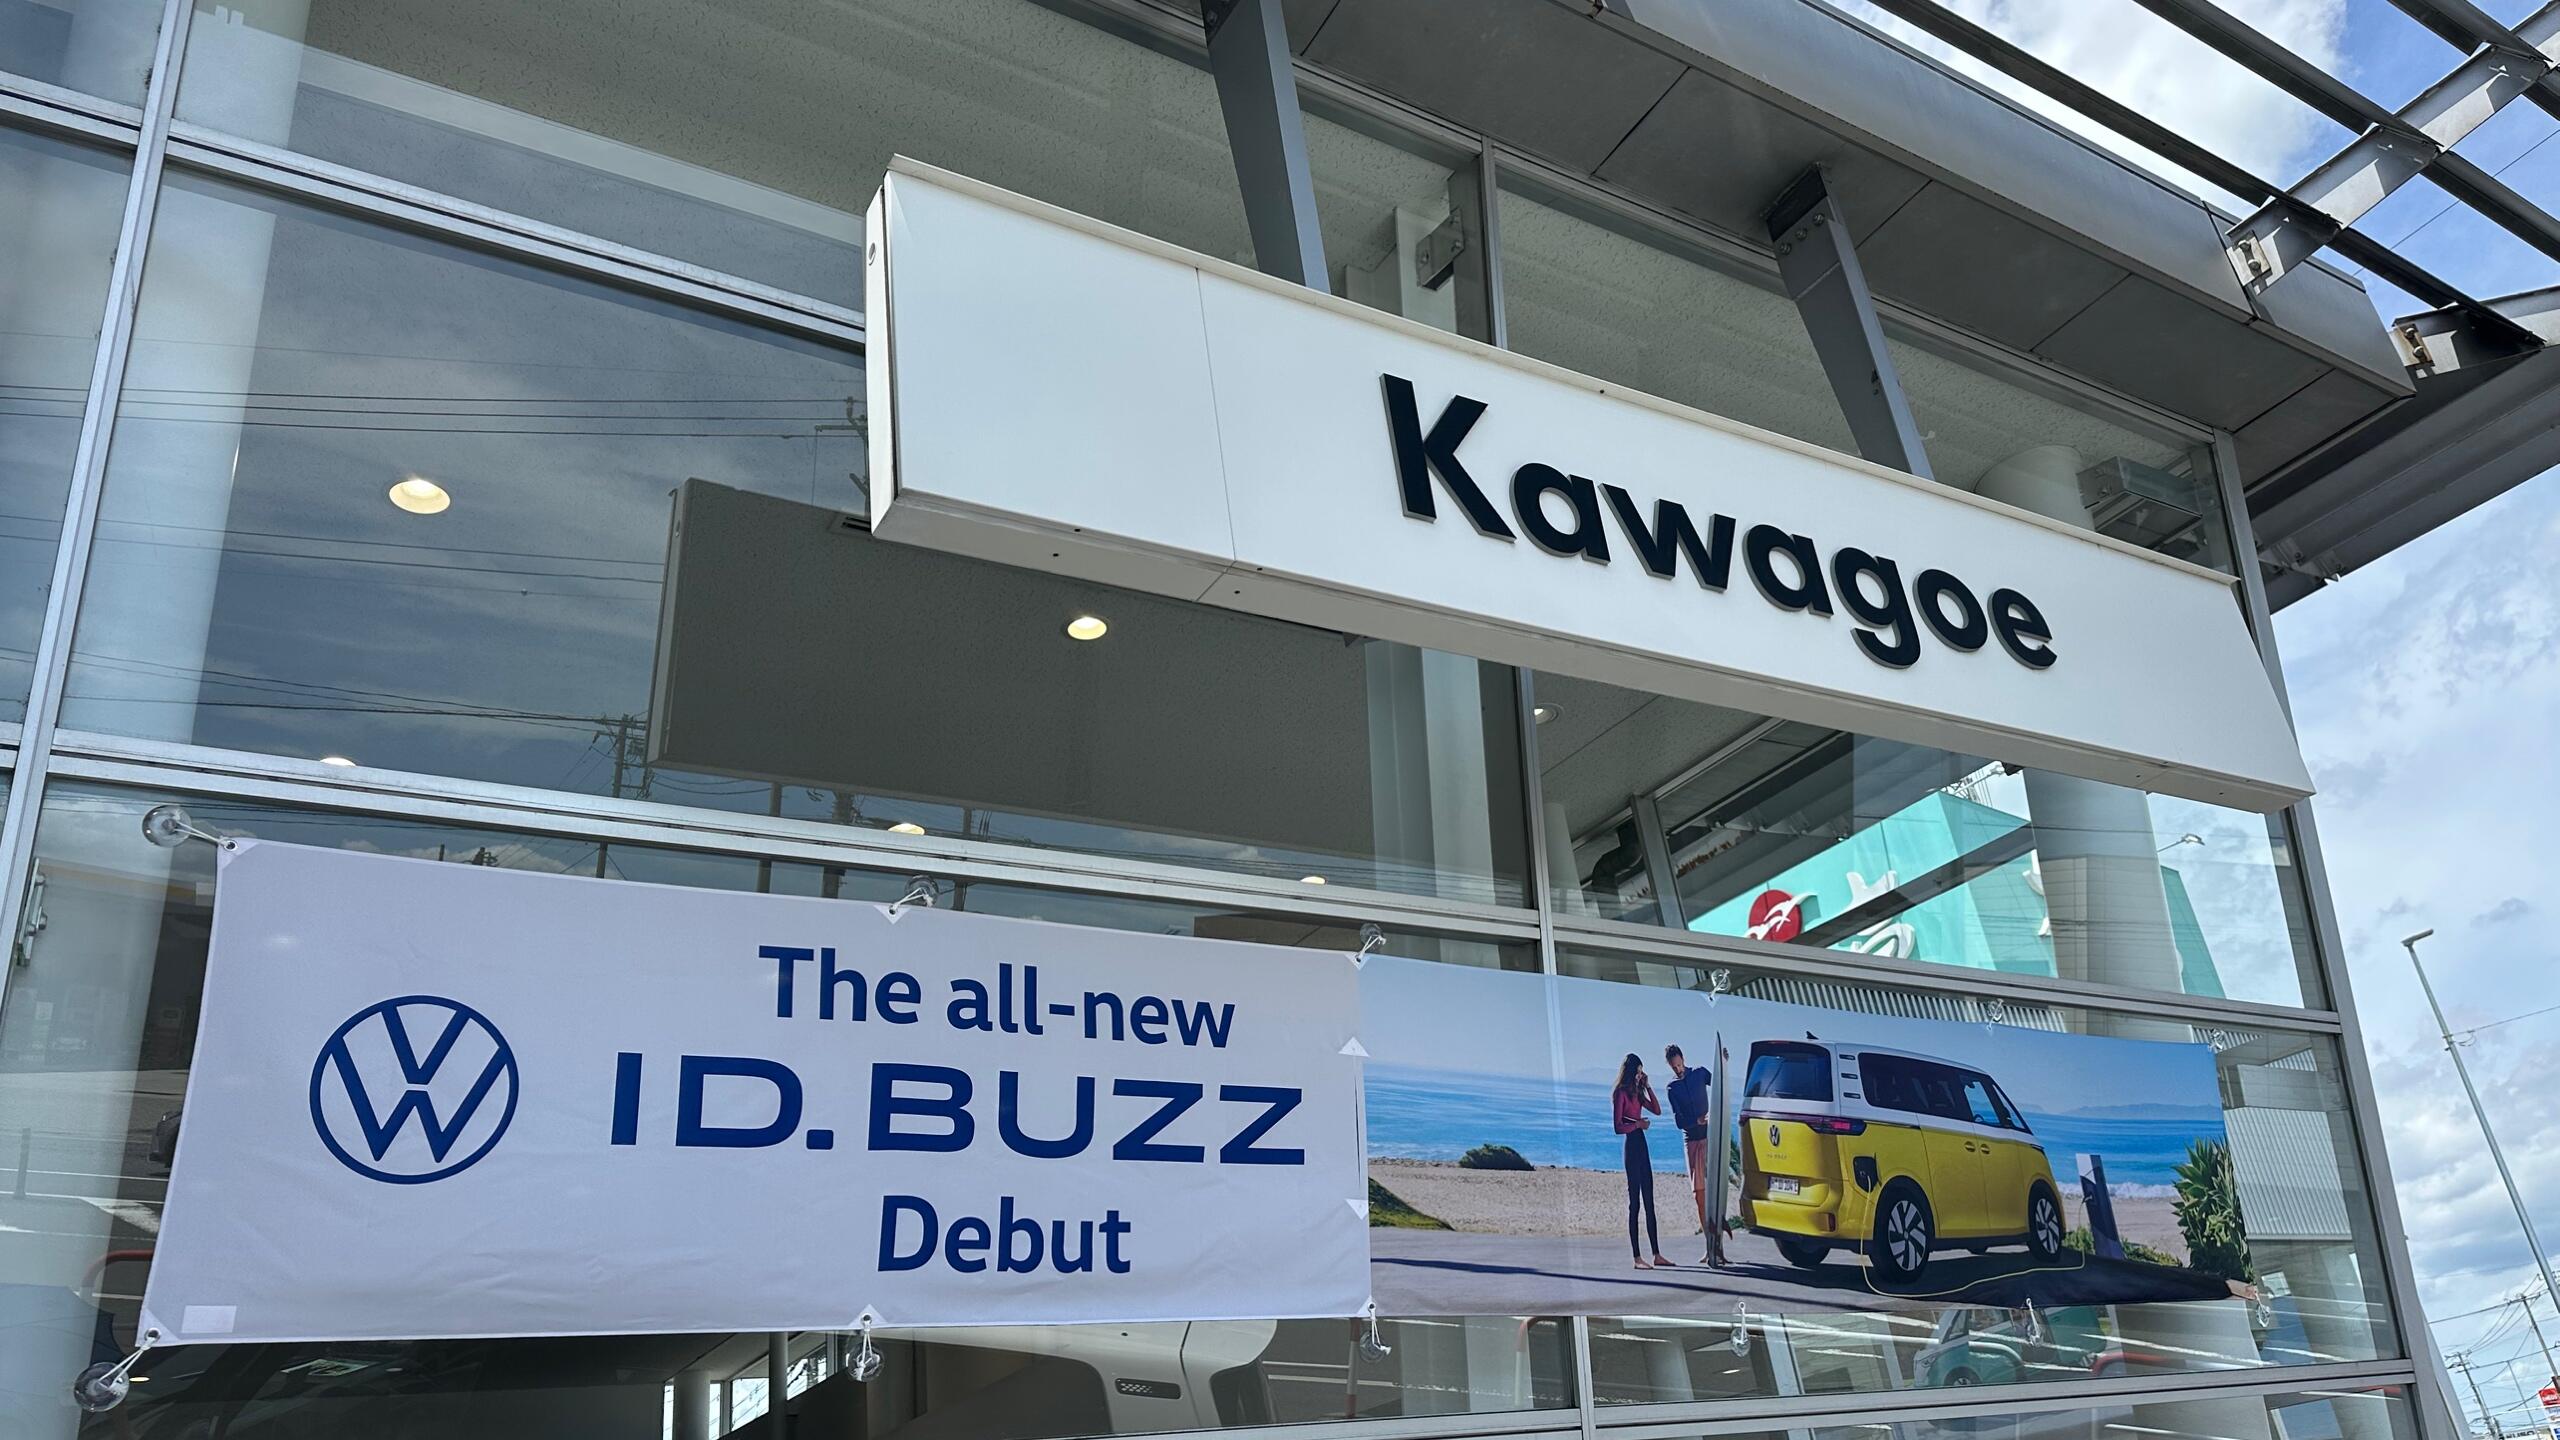 Kawagoe
The all-new
ID.BUZZ
Debut